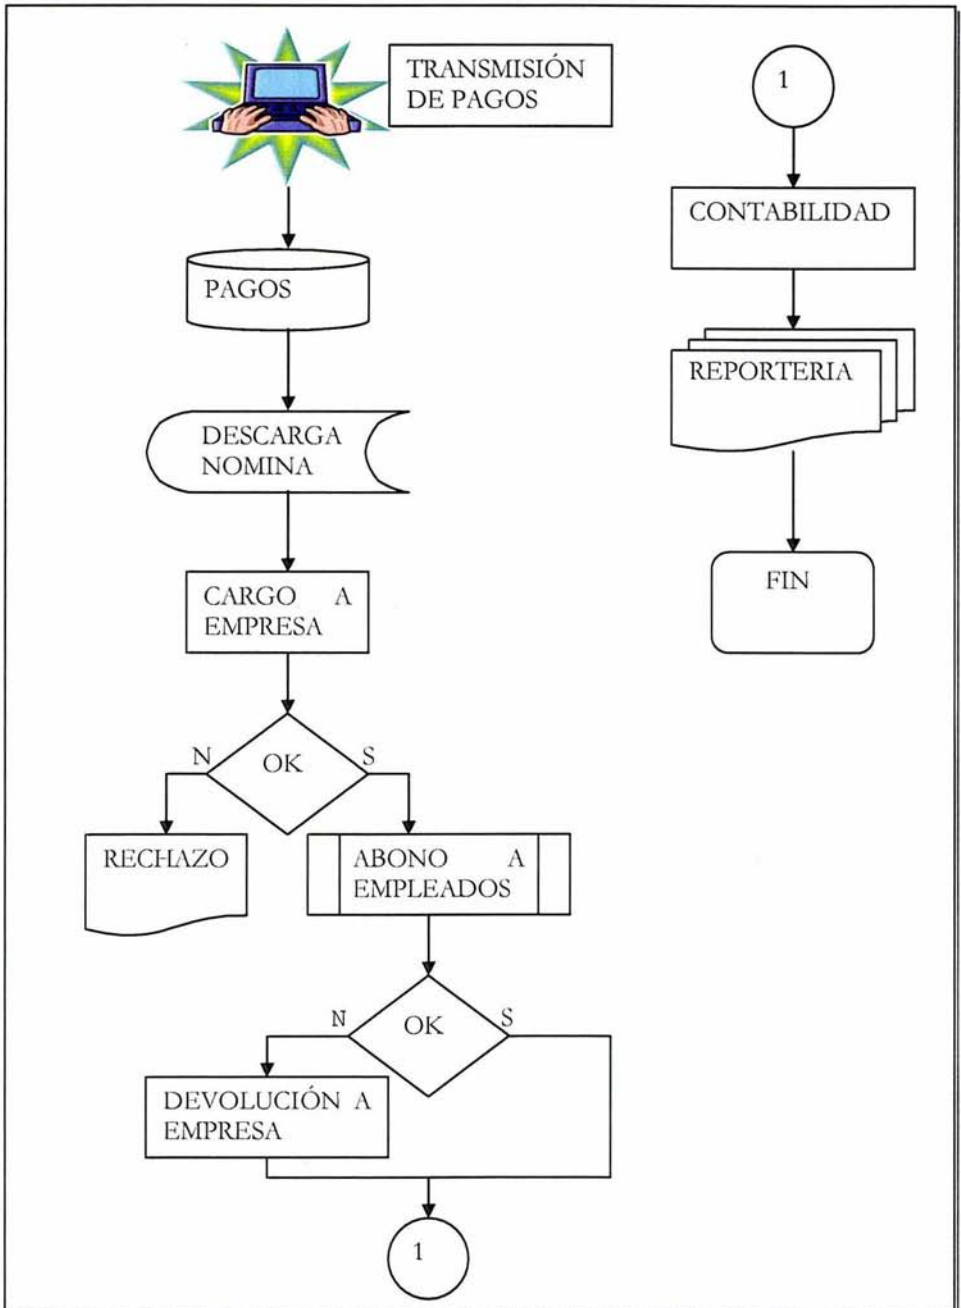 TRANSMISIÓN
DE PAGOS
PAGOS
DESCARGA
NOMINA
CARGO A
EMPRESA
N
OK
S
RECHAZO
ABONO A
EMPLEADOS
N
OK
S
DEVOLUCIÓN A
EMPRESA
1
1
CONTABILIDAD
REPORTERIA
FIN